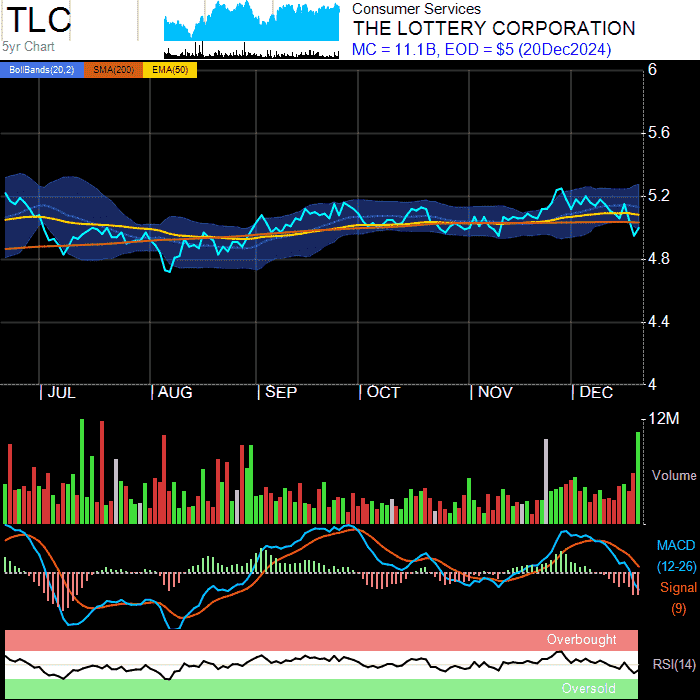 TLC
5yr Chart
Consumer Services
THE LOTTERY CORPORATION
MC = 11.1B, EOD = $5 (20Dec2024)
BollBands(20,2) SMA(200) EMA(50)
6
5.6
5.2
4.8
4.4
4
JUL AUG SEP OCT NOV DEC
12M
Volume
MACD
(12-26)
Signal
(9)
Overbought
RSI(14)
Oversold